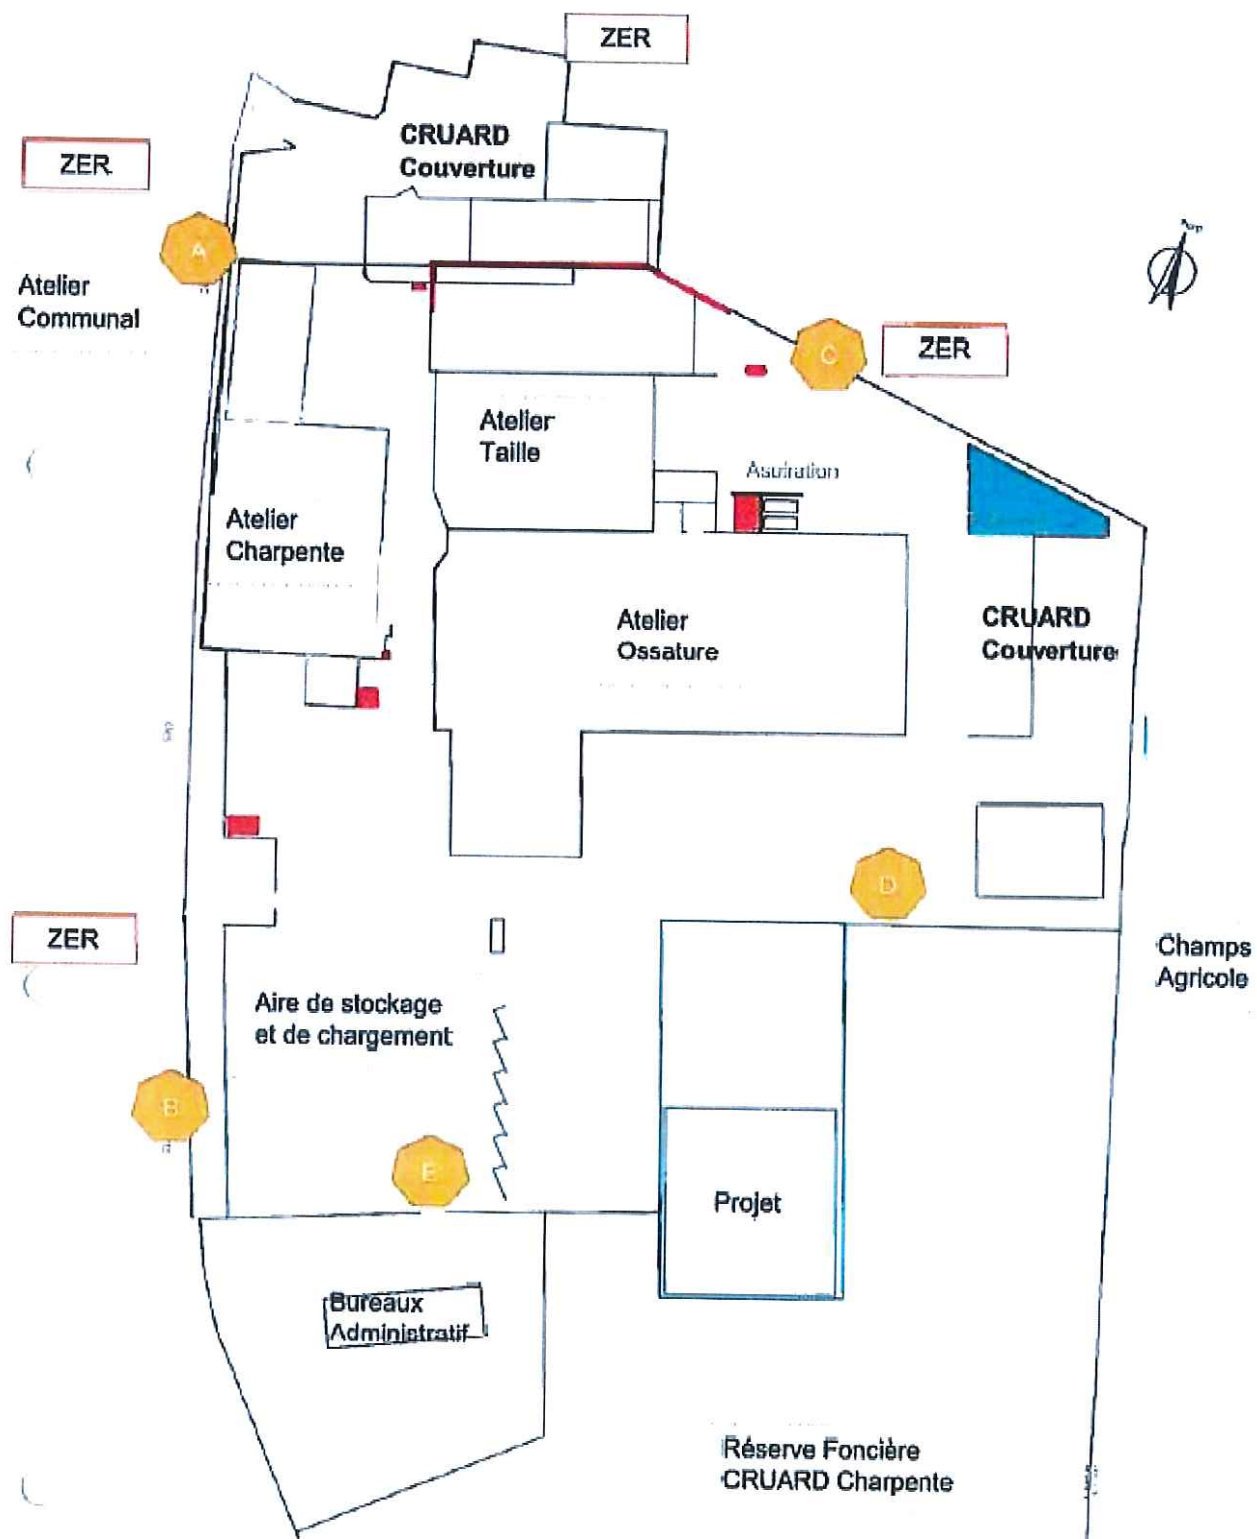 ZER
CRUARD
Couverture
ZER
A
Atelier
Communal
C
ZER
Atelier
Taille
Asuiration
Atelier
Charpente
Atelier
Ossature
CRUARD
Couverture
D
ZER
Champs
Agricole
Aire de stockage
et de chargement
B
E
Projet
Bureaux
Administratif
Réserve Foncière
CRUARD Charpente